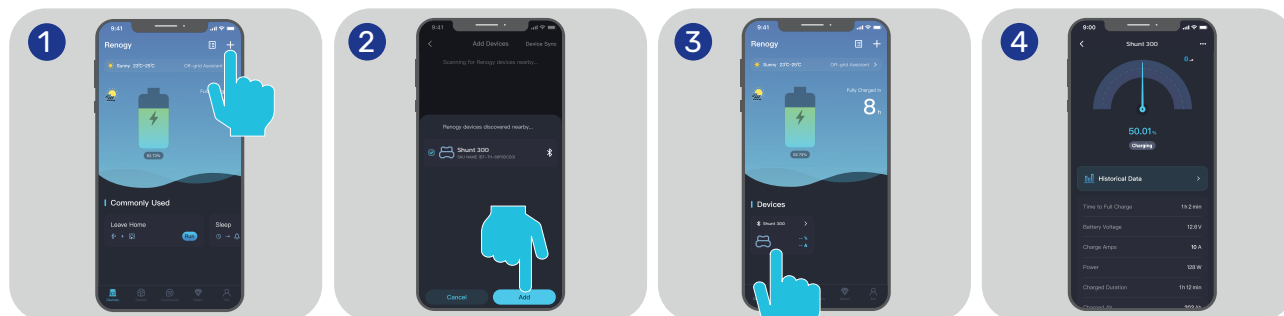 1
9:41
Renogy
Sunny 23°C-25°C Off-grid Assistant
Commonly Used
Leave Home
Run
Sleep
2
9:41
Add Devices
Device Sync
Scanning for Renogy devices nearby...
Renogy devices discovered nearby...
Shunt 300
Cancel
Add
3
9:41
Renogy
Sunny 23°C-25°C Off-grid Assistant
Fully Charged in
8 h
Devices
Shunt 300
-- %
-- A
4
9:00
Shunt 300
50.01%
Charging
Historical Data
Time to Full Charge 1 h 2 min
Battery Voltage 12.8 V
Charge Amps 10 A
Power 128 W
Charged Duration 1 h 12 min